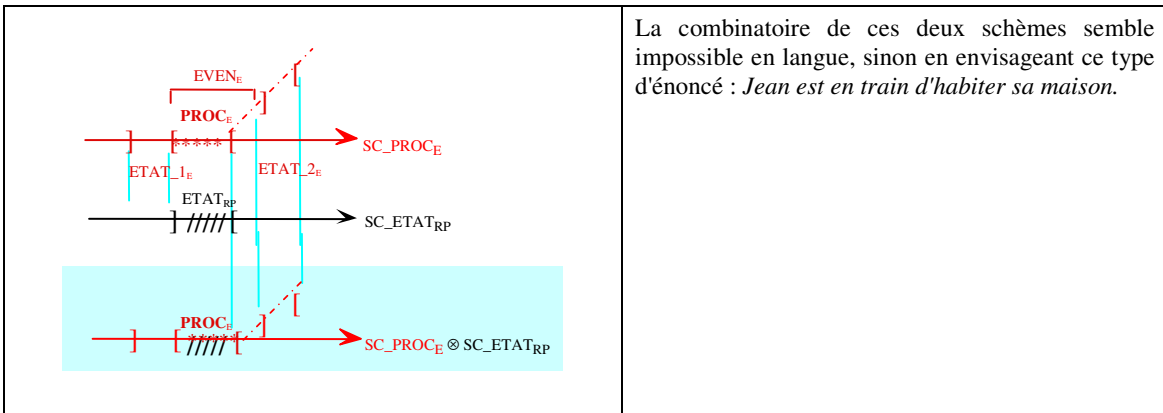 EVEN_E
[
]
[
PROC_E
] [***** [ SC_PROC_E
ETAT_1_E ETAT_2_E
ETAT_RP
] ///// [ SC_ETAT_RP
[
]
PROC_E
] [ ***** ///// [ SC_PROC_E ⊗ SC_ETAT_RP
La combinatoire de ces deux schèmes semble
impossible en langue, sinon en envisageant ce type
d'énoncé : Jean est en train d'habiter sa maison.